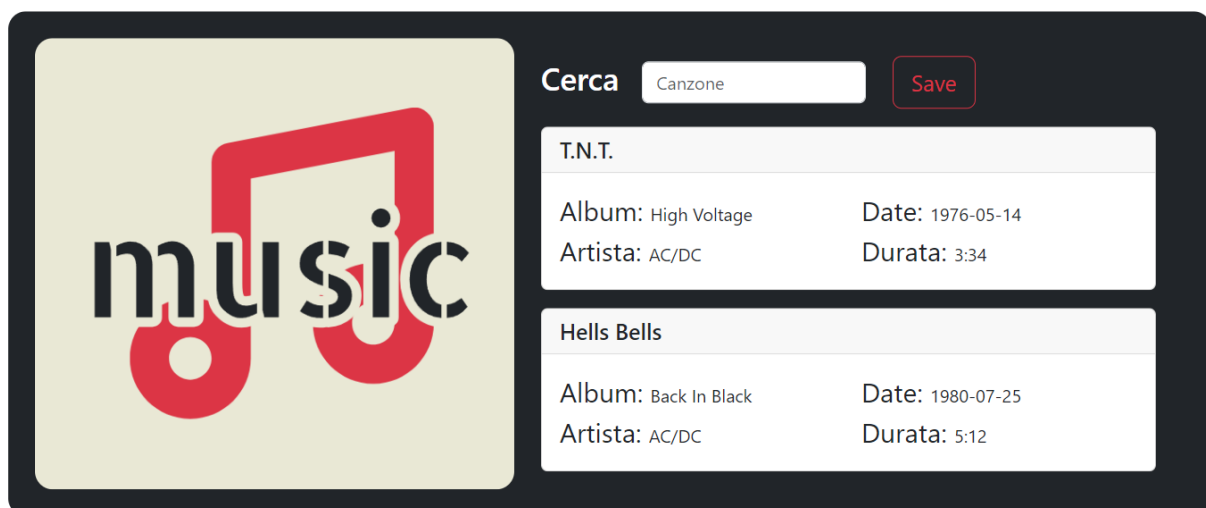 music
Cerca Canzone Save
T.N.T.
Album: High Voltage Date: 1976-05-14
Artista: AC/DC Durata: 3:34
Hells Bells
Album: Back In Black Date: 1980-07-25
Artista: AC/DC Durata: 5:12